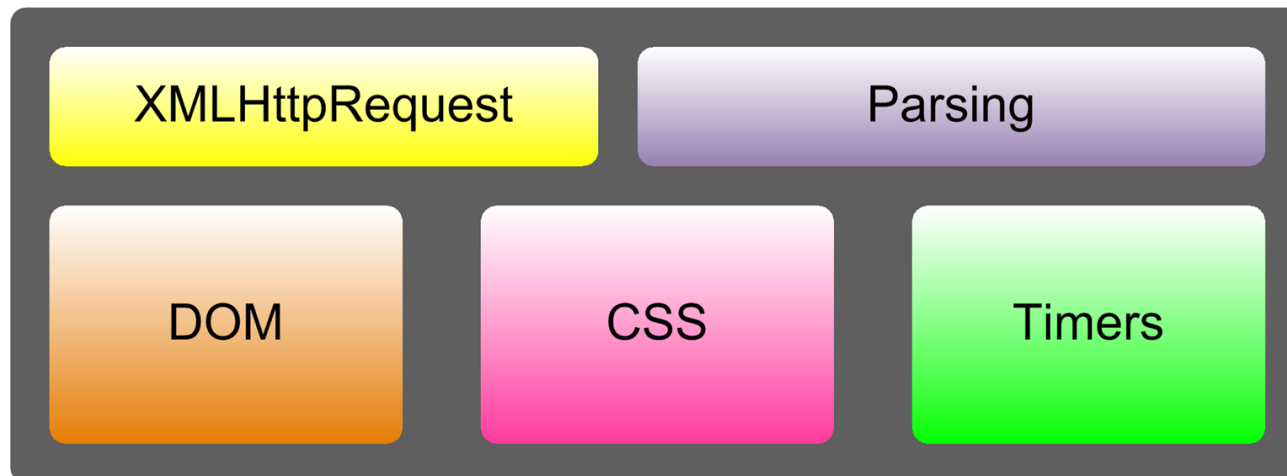 XMLHttpRequest
Parsing
DOM
CSS
Timers